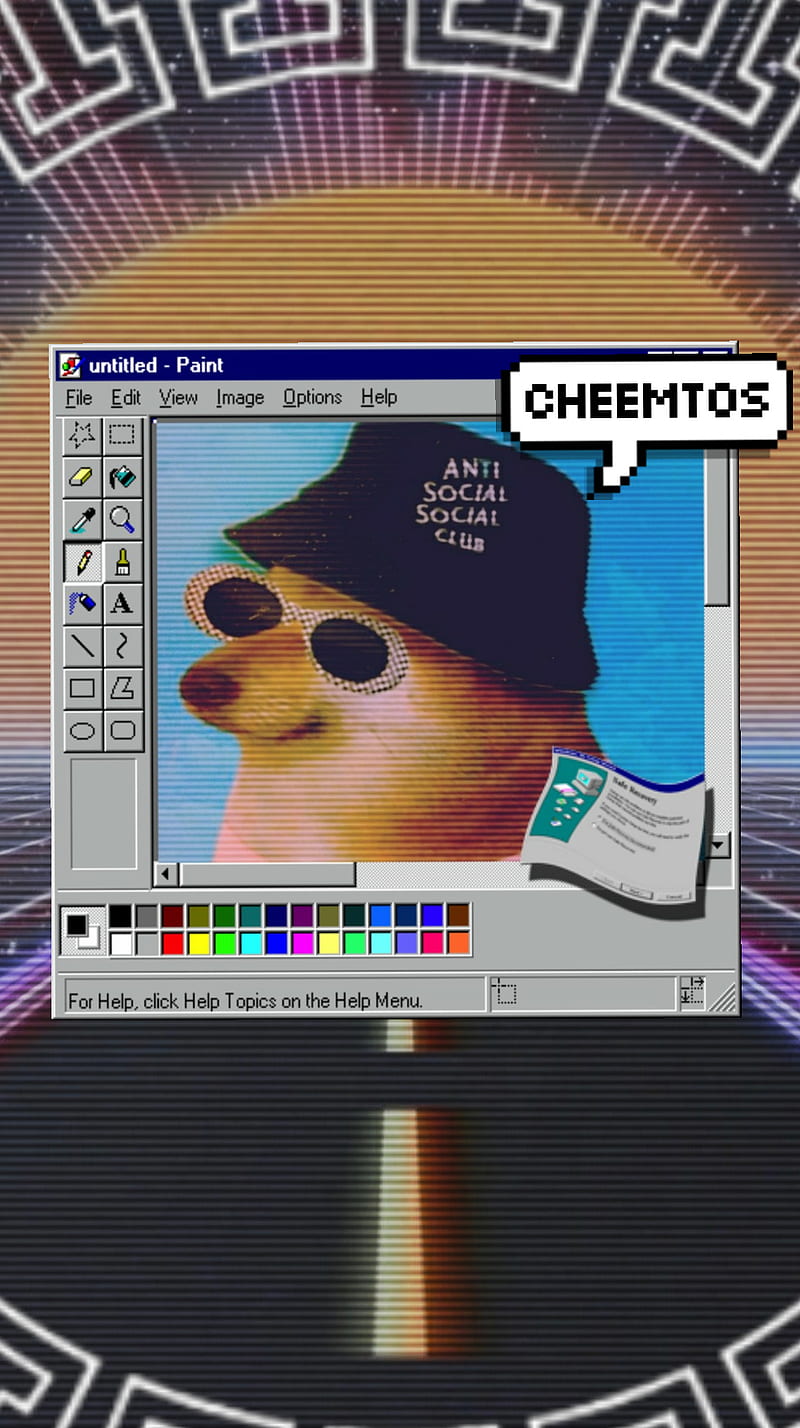 untitled - Paint
File Edit View Image Options Help
CHEEMTOS
ANTI
SOCIAL
SOCIAL
CLUB
A
Safe Recovery
For Help, click Help Topics on the Help Menu.